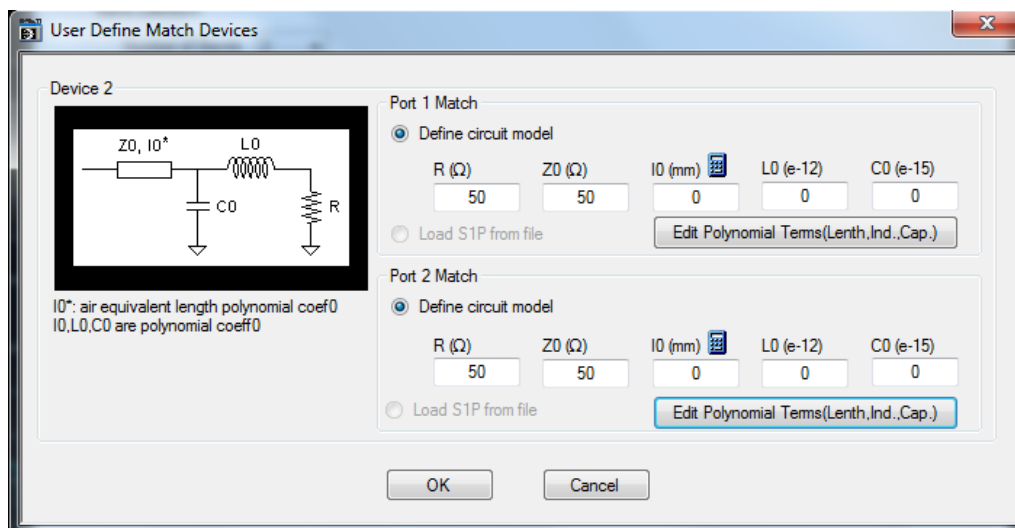 User Define Match Devices
x
Device 2
Z0, l0*
L0
C0
R
l0*: air equivalent length polynomial coef0
l0,L0,C0 are polynomial coeff0
Port 1 Match
Define circuit model
R (Ω) Z0 (Ω) l0 (mm) L0 (e-12) C0 (e-15)
50 50 0 0 0
Load S1P from file
Edit Polynomial Terms(Lenth,Ind.,Cap.)
Port 2 Match
Define circuit model
R (Ω) Z0 (Ω) l0 (mm) L0 (e-12) C0 (e-15)
50 50 0 0 0
Load S1P from file
Edit Polynomial Terms(Lenth,Ind.,Cap.)
OK Cancel